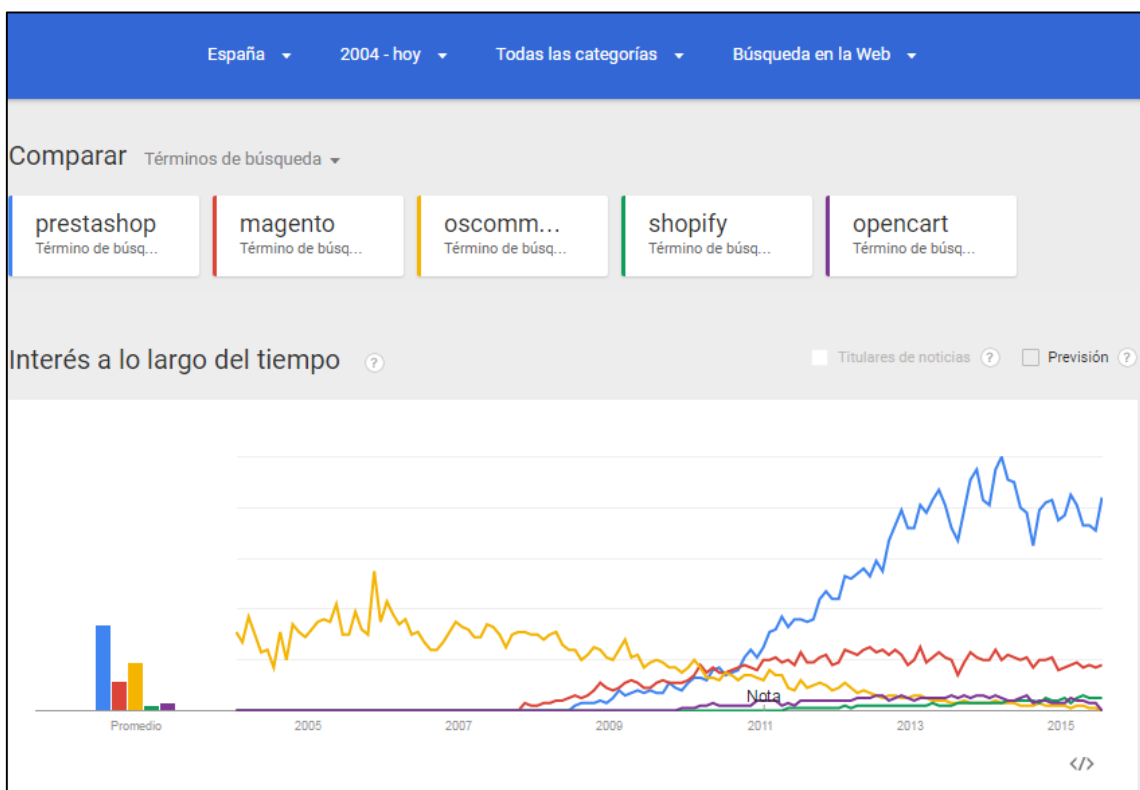 España 2004 - hoy Todas las categorías Búsqueda en la Web
Comparar Términos de búsqueda
prestashop magento oscomm... shopify opencart
Término de búsq... Término de búsq... Término de búsq... Término de búsq... Término de búsq...
Interés a lo largo del tiempo ? Titulares de noticias ? Previsión ?
Nota
Promedio 2005 2007 2009 2011 2013 2015
</>